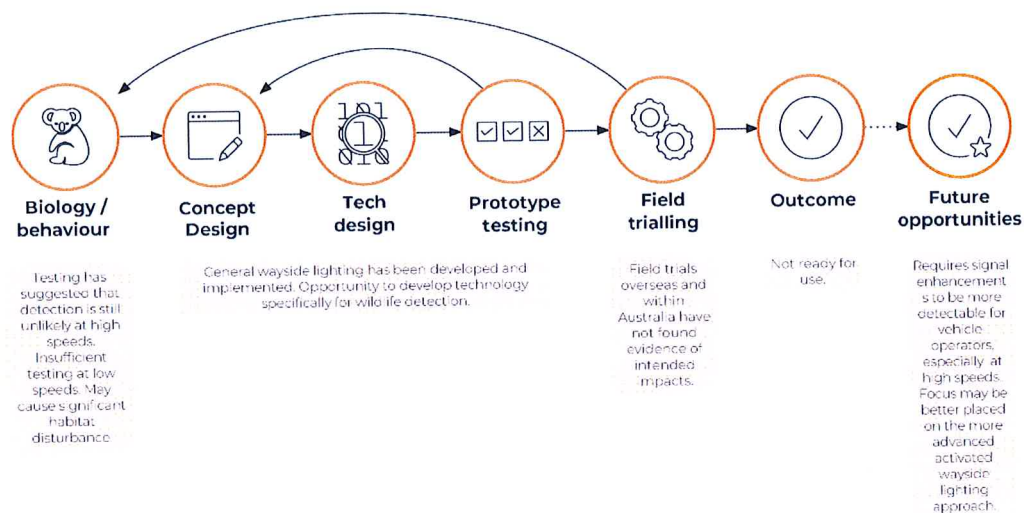 101
1
010
Biology /
behaviour
Concept
Design
Tech
design
Prototype
testing
Field
trialling
Outcome
Future
opportunities
Testing has
suggested that
detection is still
unlikely at high
speeds.
Insufficient
testing at low
speeds. May
cause significant
habitat
disturbance
General wayside lighting has been developed and
implemented. Opportunity to develop technology
specifically for wildlife detection.
Field trials
overseas and
within
Australia have
not found
evidence of
intended
impacts.
Not ready for
use.
Requires signal
enhancement
s to be more
detectable for
vehicle
operators,
especially at
high speeds.
Focus may be
better placed
on the more
advanced
activated
wayside
lighting
approach.